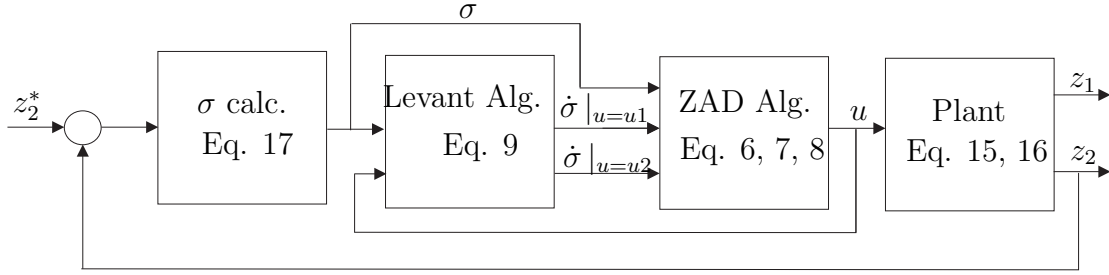 σ
z₂*
σ calc.
Eq. 17
Levant Alg.
Eq. 9
σ̇ |ᵤ₌ᵤ₁
σ̇ |ᵤ₌ᵤ₂
ZAD Alg.
Eq. 6, 7, 8
u
Plant
Eq. 15, 16
z₁
z₂